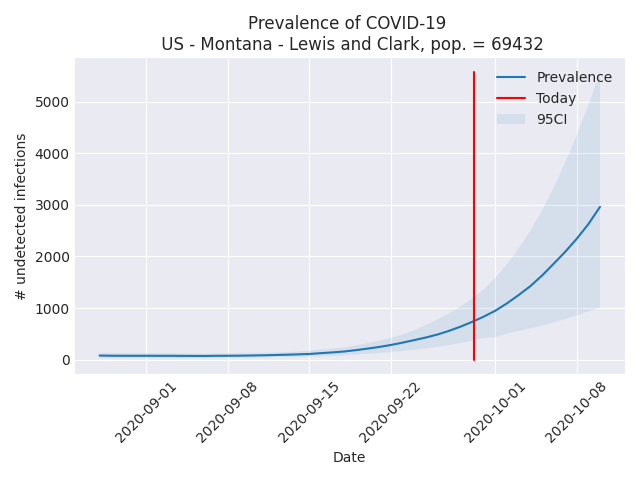 Prevalence of COVID-19
US - Montana - Lewis and Clark, pop. = 69432
Prevalence
Today
95CI
# undetected infections
5000
4000
3000
2000
1000
0
2020-09-01
2020-09-08
2020-09-15
2020-09-22
2020-10-01
2020-10-08
Date